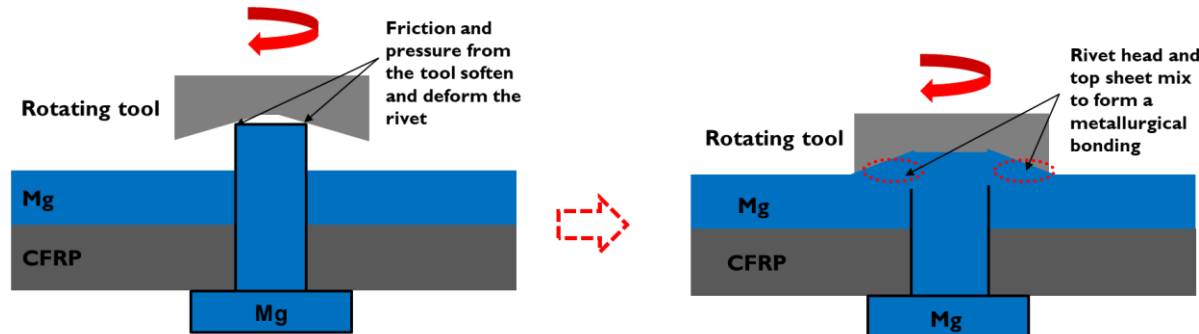 Friction and
pressure from
the tool soften
and deform the
rivet
Rotating tool
Mg
CFRP
Mg
Rivet head and
top sheet mix
to form a
metallurgical
bonding
Rotating tool
Mg
CFRP
Mg